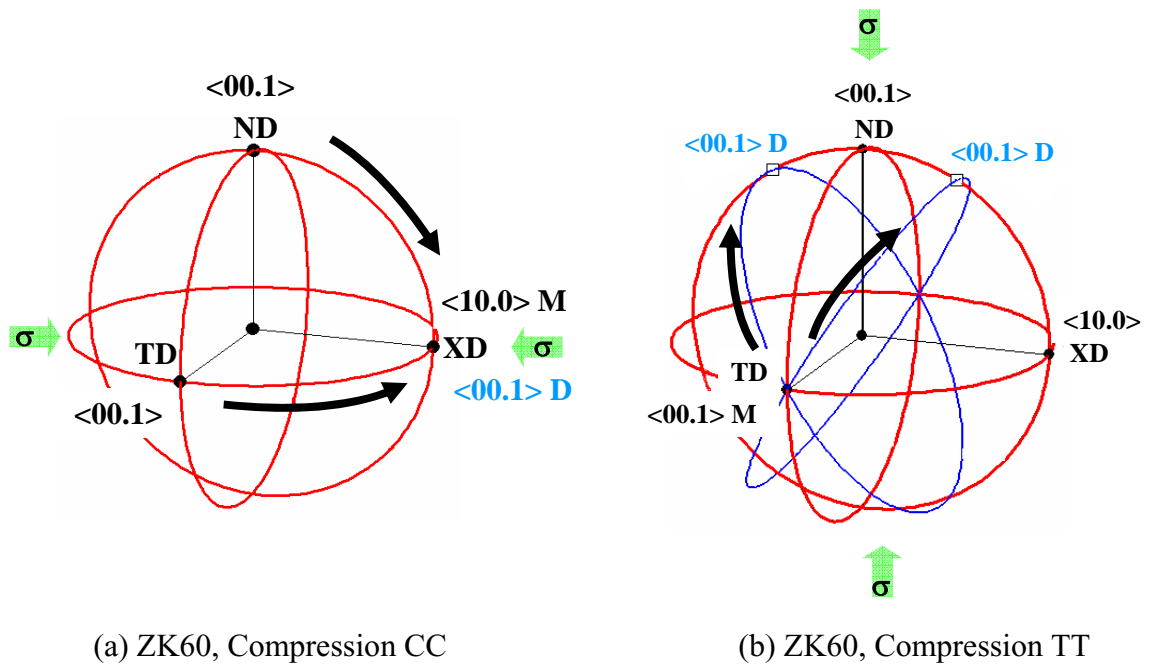 <00.1>
ND
σ
σ
<10.0> M
XD
<00.1> D
TD
<00.1>
(a) ZK60, Compression CC
σ
<00.1>
ND
<00.1> D
<00.1> D
<10.0>
XD
TD
<00.1> M
σ
(b) ZK60, Compression TT